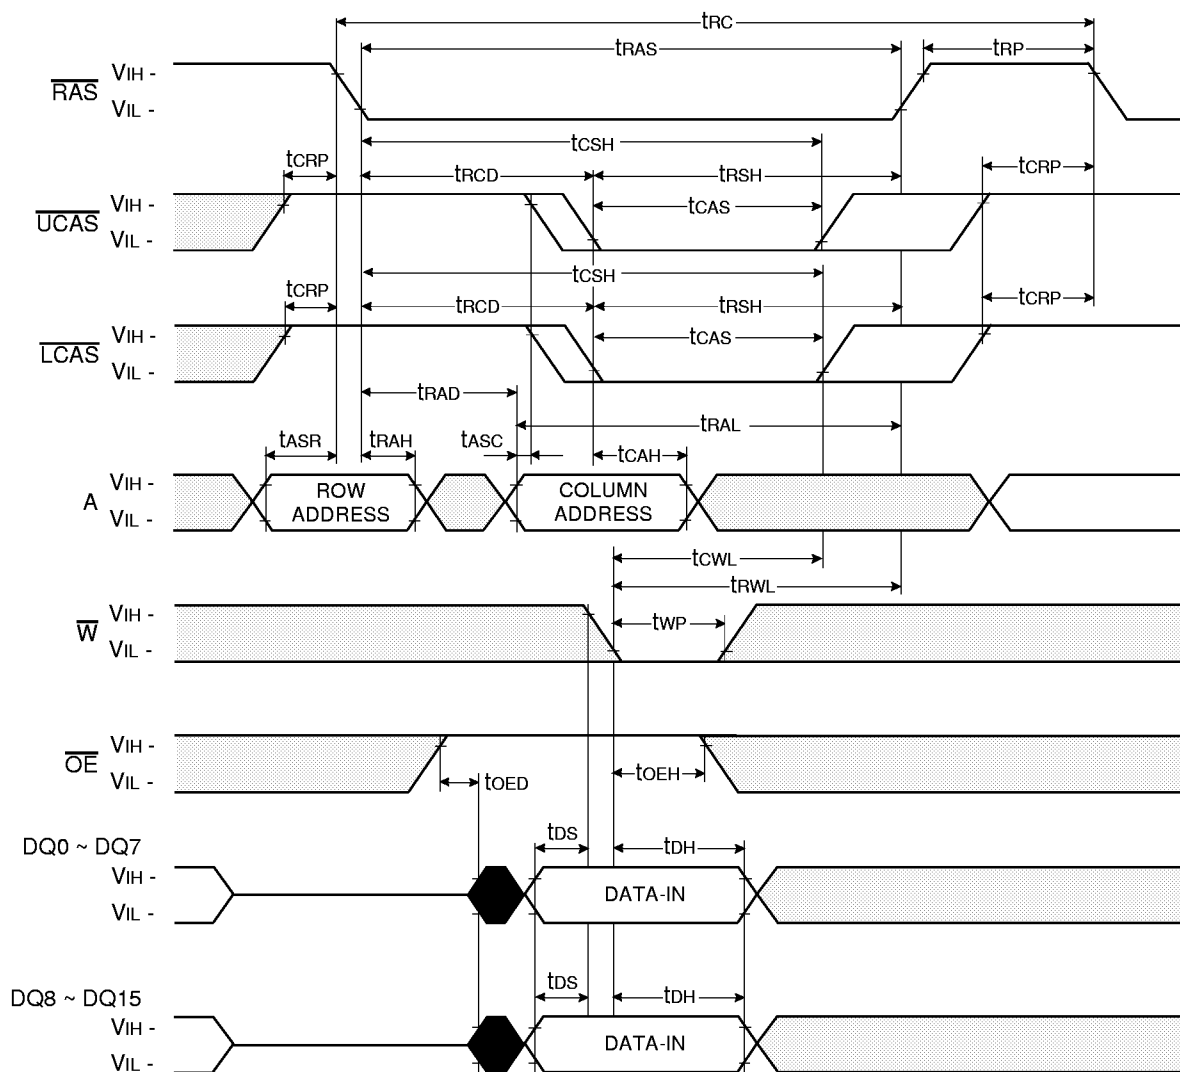 tRC
tRAS
tRP
RAS
VIH -
VIL -
tCSH
tCRP
tRCD
tRSH
tCRP
UCAS
VIH -
VIL -
tCAS
tCSH
tCRP
tRCD
tRSH
tCRP
LCAS
VIH -
VIL -
tCAS
tRAD
tRAL
tASR
tRAH
tASC
tCAH
A
VIH -
VIL -
ROW
ADDRESS
COLUMN
ADDRESS
tCWL
tRWL
W
VIH -
VIL -
tWP
OE
VIH -
VIL -
tOED
tOEH
DQ0 ~ DQ7
tDS
tDH
VIH -
VIL -
DATA-IN
DQ8 ~ DQ15
tDS
tDH
VIH -
VIL -
DATA-IN